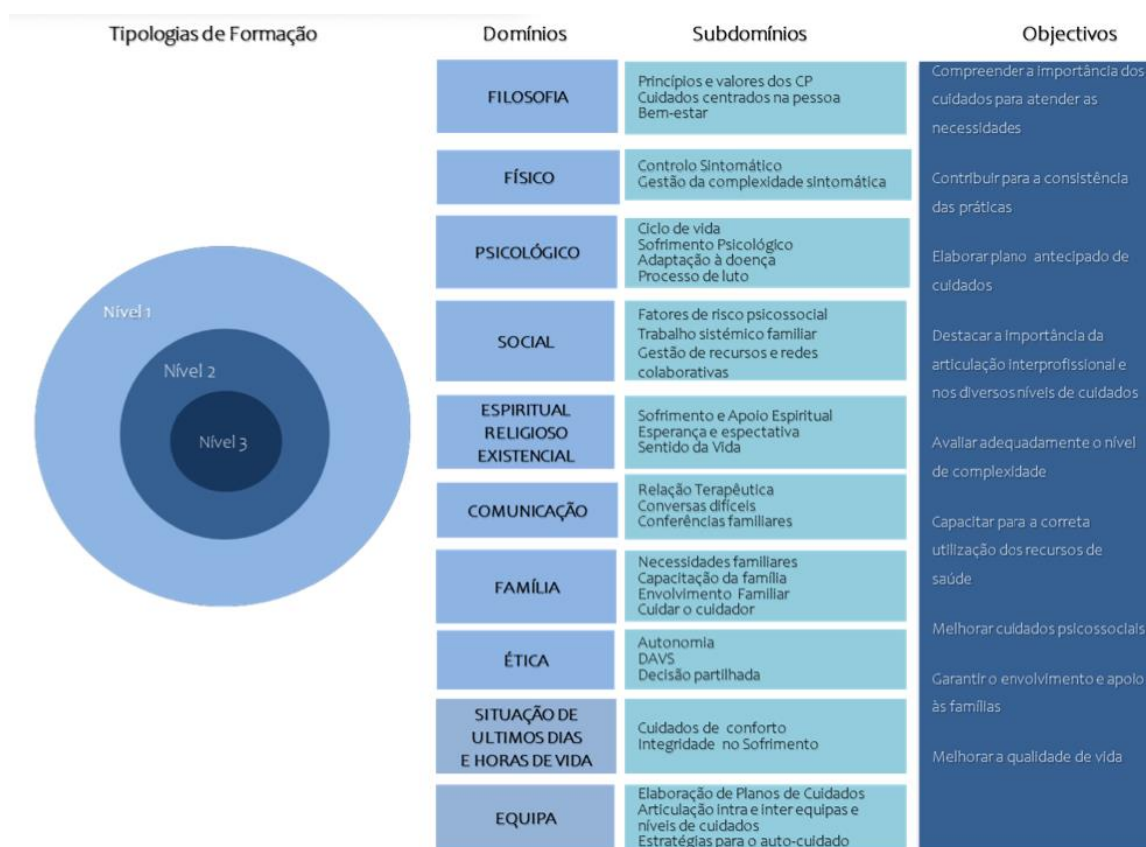 Tipologias de Formação
Domínios
Subdomínios
Objectivos
Nível 1
Nível 2
Nível 3
FILOSOFIA
Princípios e valores dos CP
Cuidados centrados na pessoa
Bem-estar
FÍSICO
Controlo Sintomático
Gestão da complexidade sintomática
PSICOLÓGICO
Ciclo de vida
Sofrimento Psicológico
Adaptação à doença
Processo de luto
SOCIAL
Fatores de risco psicossocial
Trabalho sistémico familiar
Gestão de recursos e redes
colaborativas
ESPIRITUAL
RELIGIOSO
EXISTENCIAL
Sofrimento e Apoio Espiritual
Esperança e espectativa
Sentido da Vida
COMUNICAÇÃO
Relação Terapêutica
Conversas difíceis
Conferências familiares
FAMÍLIA
Necessidades familiares
Capacitação da família
Envolvimento Familiar
Cuidar o cuidador
ÉTICA
Autonomia
DAVS
Decisão partilhada
SITUAÇÃO DE
ULTIMOS DIAS
E HORAS DE VIDA
Cuidados de conforto
Integridade no Sofrimento
EQUIPA
Elaboração de Planos de Cuidados
Articulação intra e inter equipas e
níveis de cuidados
Estratégias para o auto-cuidado
Compreender a importância dos
cuidados para atender as
necessidades
Contribuir para a consistência
das práticas
Elaborar plano antecipado de
cuidados
Destacar a importância da
articulação interprofissional e
nos diversos níveis de cuidados
Avaliar adequadamente o nível
de complexidade
Capacitar para a correta
utilização dos recursos de
saúde
Melhorar cuidados psicossociais
Garantir o envolvimento e apoio
às famílias
Melhorar a qualidade de vida